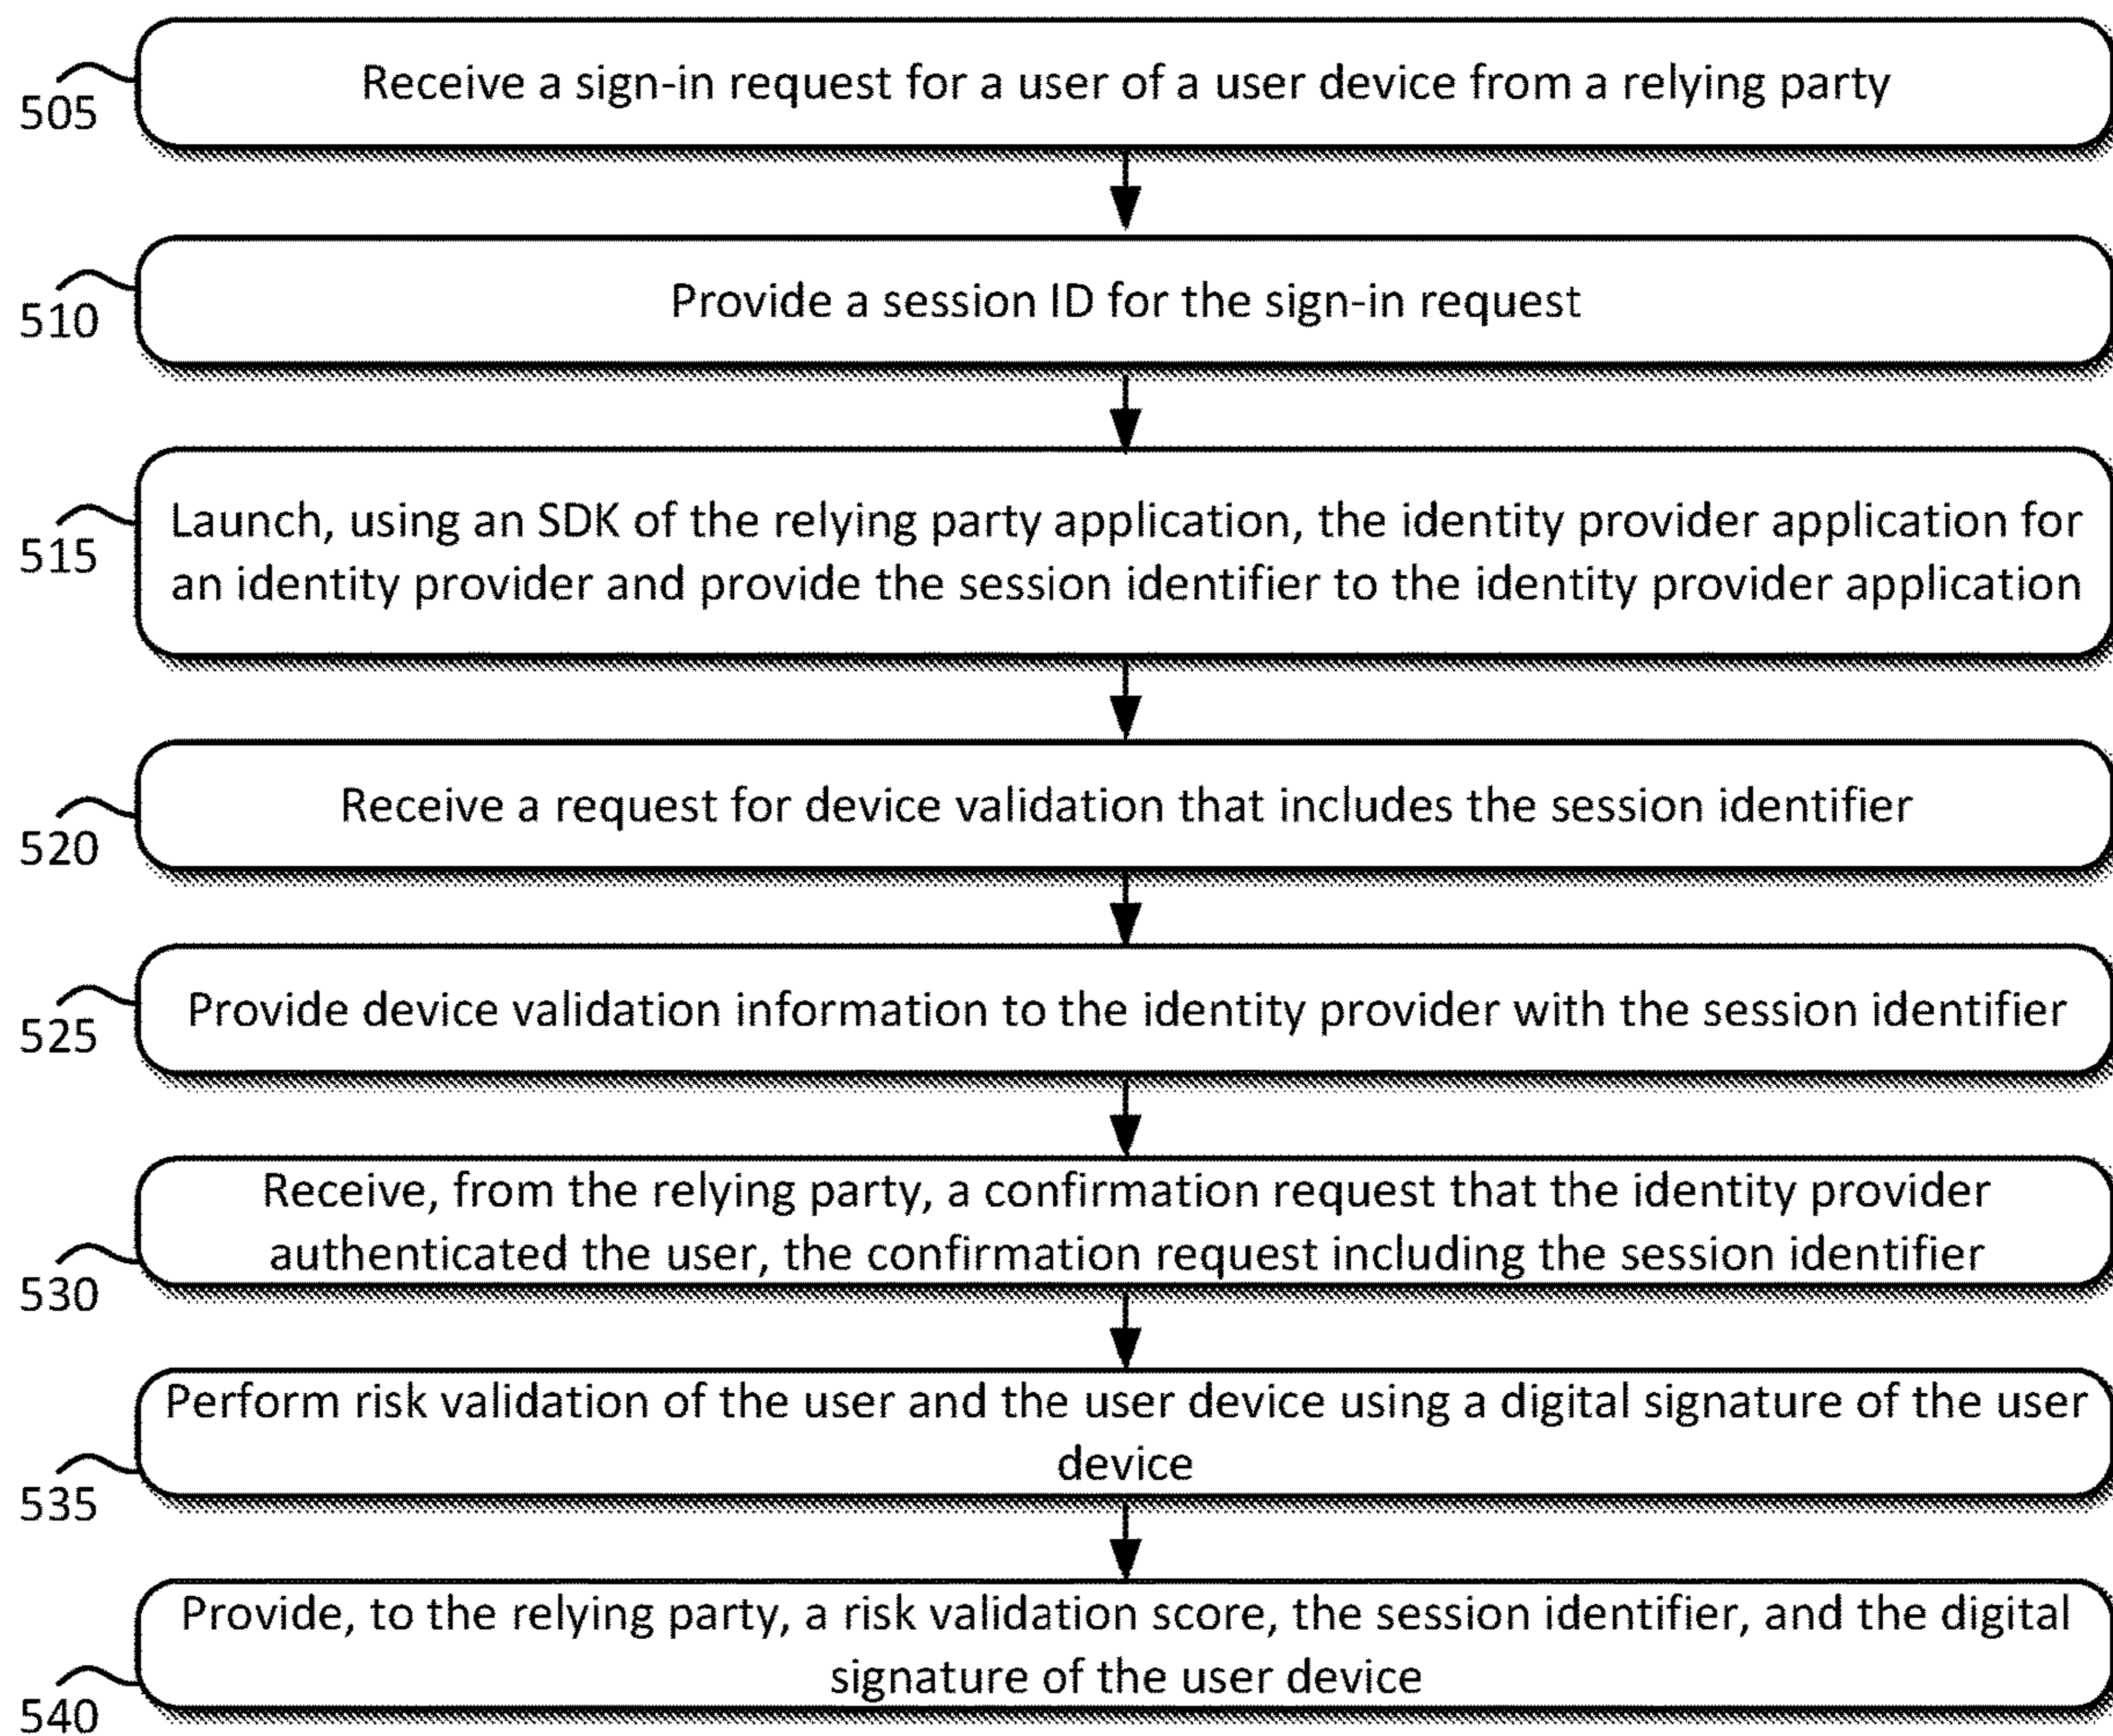 Receive a sign-in request for a user of a user device from a relying party
505
Provide a session ID for the sign-in request
510
Launch, using an SDK of the relying party application, the identity provider application for
an identity provider and provide the session identifier to the identity provider application
515
Receive a request for device validation that includes the session identifier
520
Provide device validation information to the identity provider with the session identifier
525
Receive, from the relying party, a confirmation request that the identity provider
authenticated the user, the confirmation request including the session identifier
530
Perform risk validation of the user and the user device using a digital signature of the user
device
535
Provide, to the relying party, a risk validation score, the session identifier, and the digital
signature of the user device
540